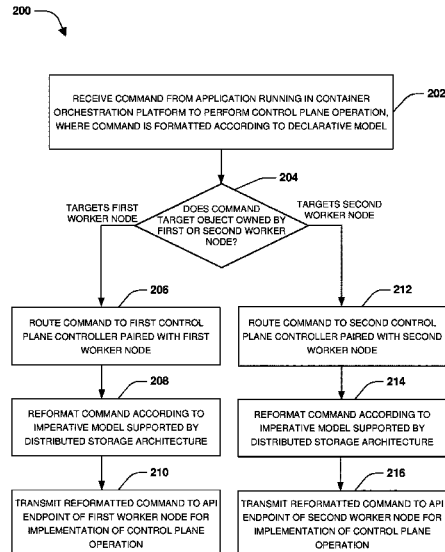 200
RECEIVE COMMAND FROM APPLICATION RUNNING IN CONTAINER
ORCHESTRATION PLATFORM TO PERFORM CONTROL PLANE OPERATION,
WHERE COMMAND IS FORMATTED ACCORDING TO DECLARATIVE MODEL
202
204
TARGETS FIRST
WORKER NODE
DOES COMMAND
TARGET OBJECT OWNED BY
FIRST OR SECOND WORKER
NODE?
TARGETS SECOND
WORKER NODE
206
ROUTE COMMAND TO FIRST CONTROL
PLANE CONTROLLER PAIRED WITH FIRST
WORKER NODE
208
REFORMAT COMMAND ACCORDING TO
IMPERATIVE MODEL SUPPORTED BY
DISTRIBUTED STORAGE ARCHITECTURE
210
TRANSMIT REFORMATTED COMMAND TO API
ENDPOINT OF FIRST WORKER NODE FOR
IMPLEMENTATION OF CONTROL PLANE
OPERATION
212
ROUTE COMMAND TO SECOND CONTROL
PLANE CONTROLLER PAIRED WITH SECOND
WORKER NODE
214
REFORMAT COMMAND ACCORDING TO
IMPERATIVE MODEL SUPPORTED BY
DISTRIBUTED STORAGE ARCHITECTURE
216
TRANSMIT REFORMATTED COMMAND TO API
ENDPOINT OF SECOND WORKER NODE FOR
IMPLEMENTATION OF CONTROL PLANE
OPERATION